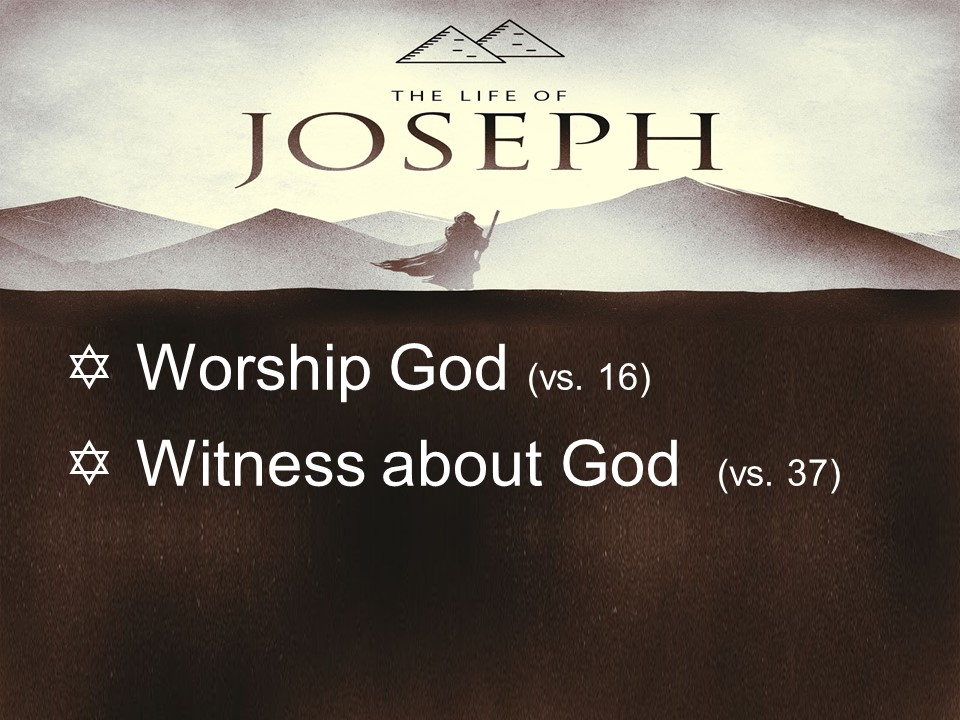 THE LIFE OF
JOSEPH
✡ Worship God (vs. 16)
✡ Witness about God (vs. 37)